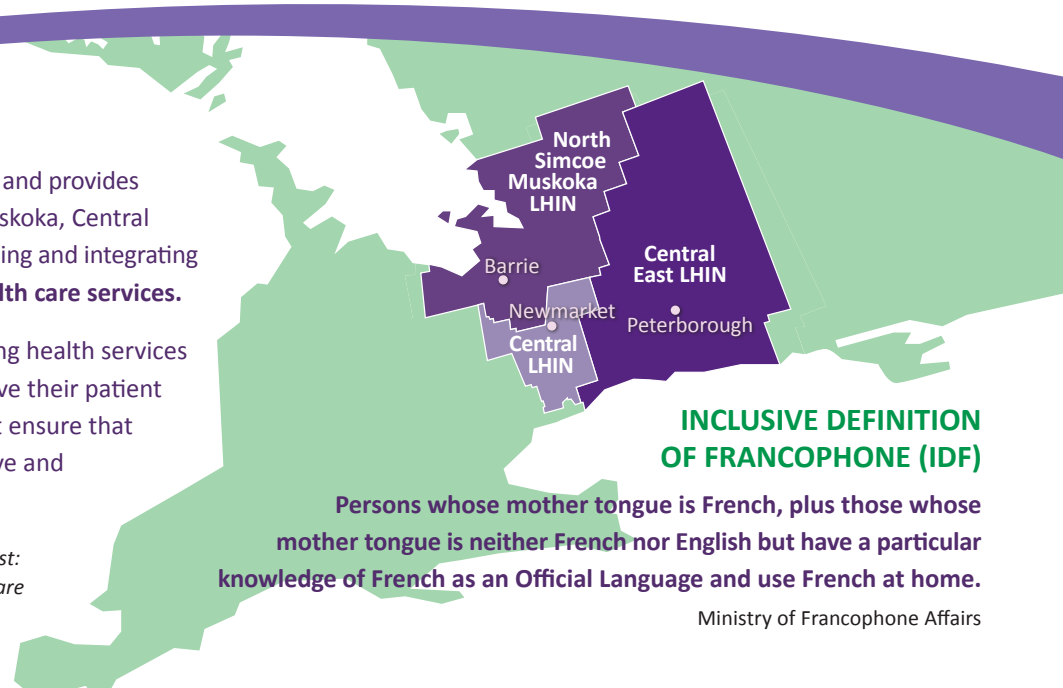 and provides
skoka, Central
ing and integrating
lth care services.
ng health services
ve their patient
t ensure that
ve and
st:
are
North
Simcoe
Muskoka
LHIN
Barrie
Central
East LHIN
Newmarket
Peterborough
Central
LHIN
INCLUSIVE DEFINITION
OF FRANCOPHONE (IDF)
Persons whose mother tongue is French, plus those whose
mother tongue is neither French nor English but have a particular
knowledge of French as an Official Language and use French at home.
Ministry of Francophone Affairs